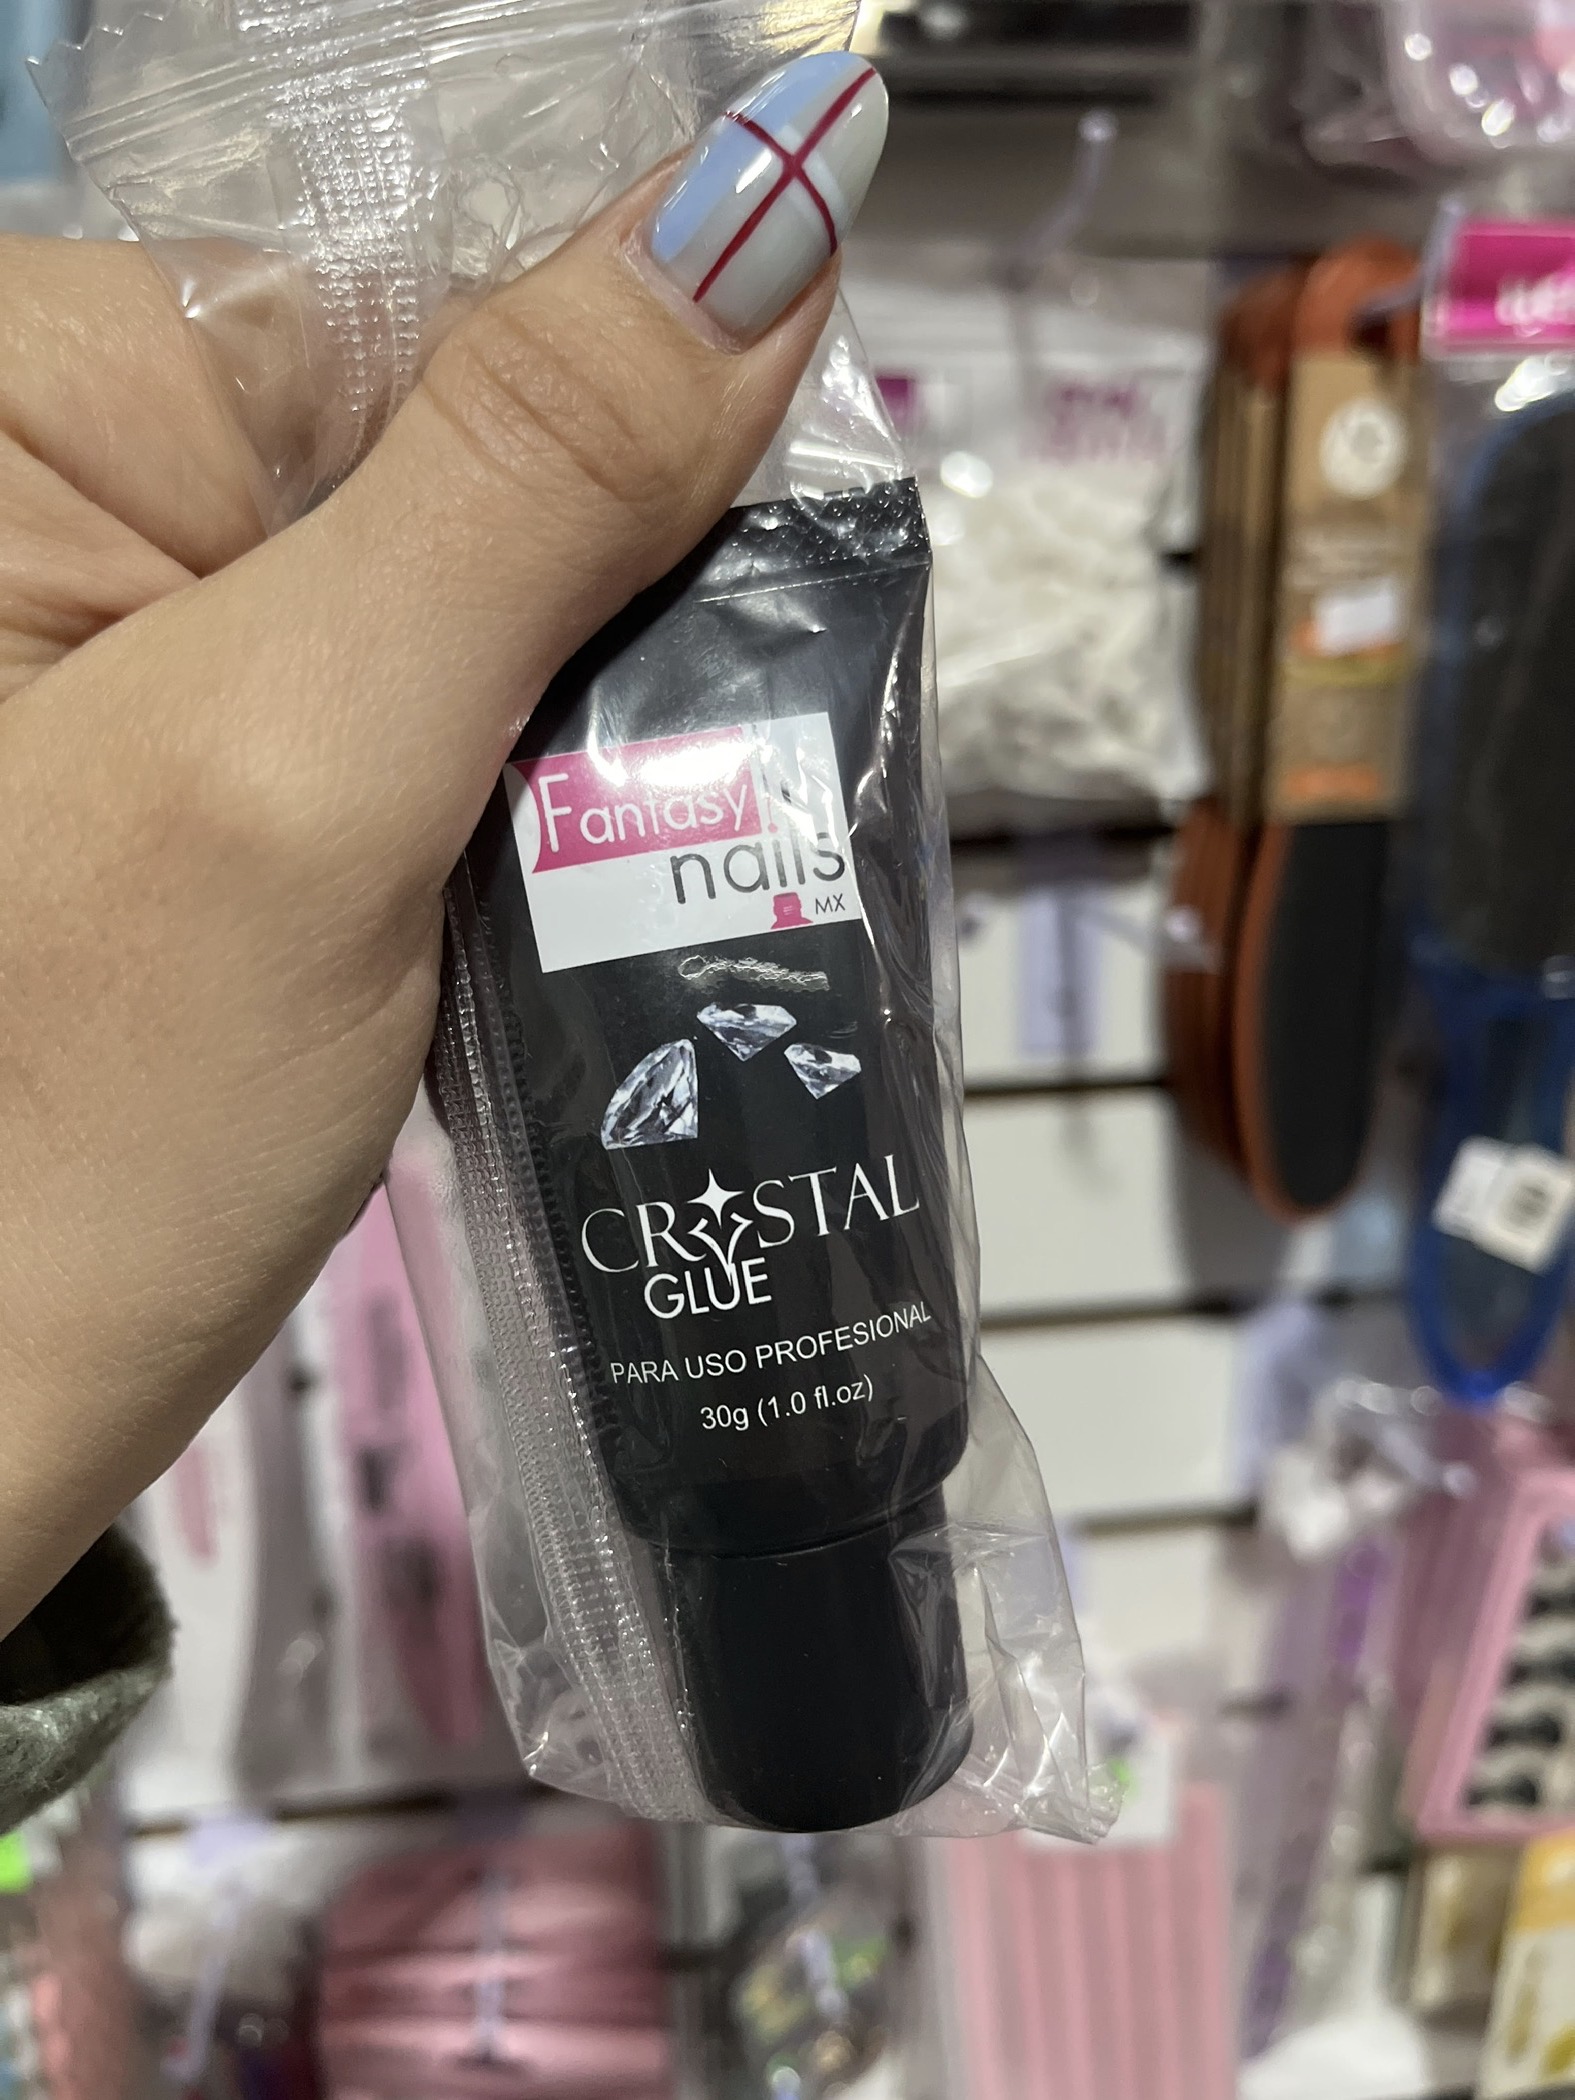 Fantasy
nails
MX
CRYSTAL
GLUE
PARA USO PROFESIONAL
30g (1.0 fl.oz)